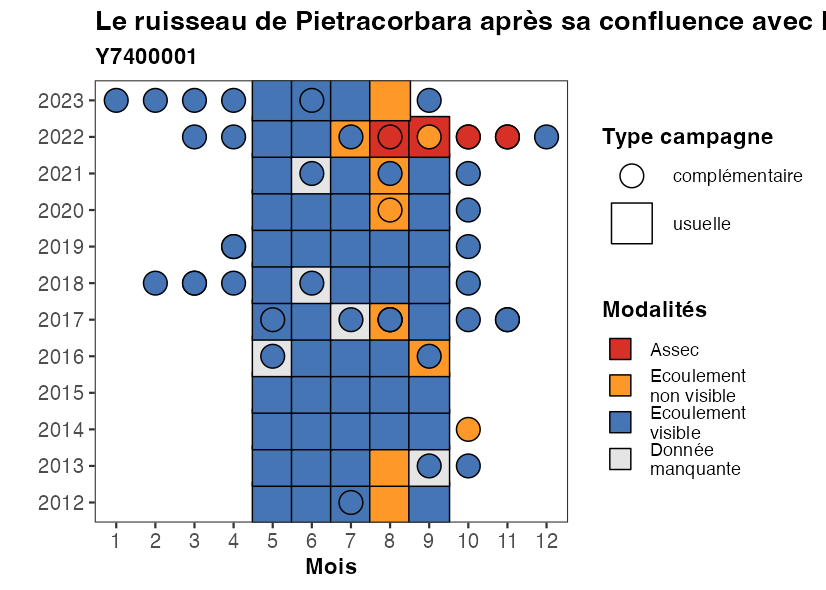 Le ruisseau de Pietracorbara après sa confluence avec l
Y7400001
2023
2022
2021
2020
2019
2018
2017
2016
2015
2014
2013
2012
1 2 3 4 5 6 7 8 9 10 11 12
Mois
Type campagne
complémentaire
usuelle
Modalités
Assec
Ecoulement
non visible
Ecoulement
visible
Donnée
manquante